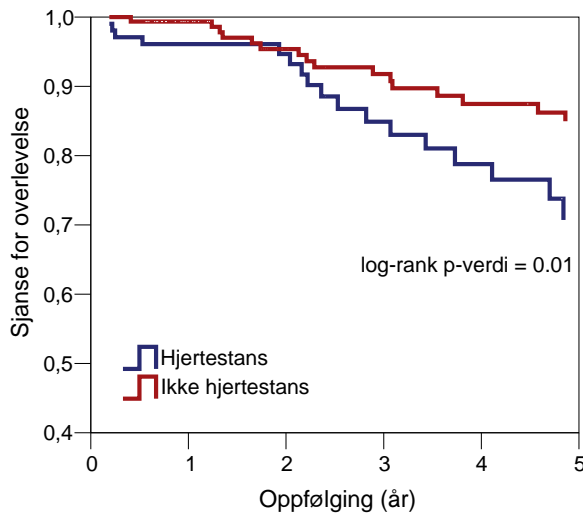 Sjanse for overlevelse
1,0
0,9
0,8
0,7
0,6
0,5
0,4
log-rank p-verdi = 0.01
Hjertestans
Ikke hjertestans
0 1 2 3 4 5
Oppfølging (år)